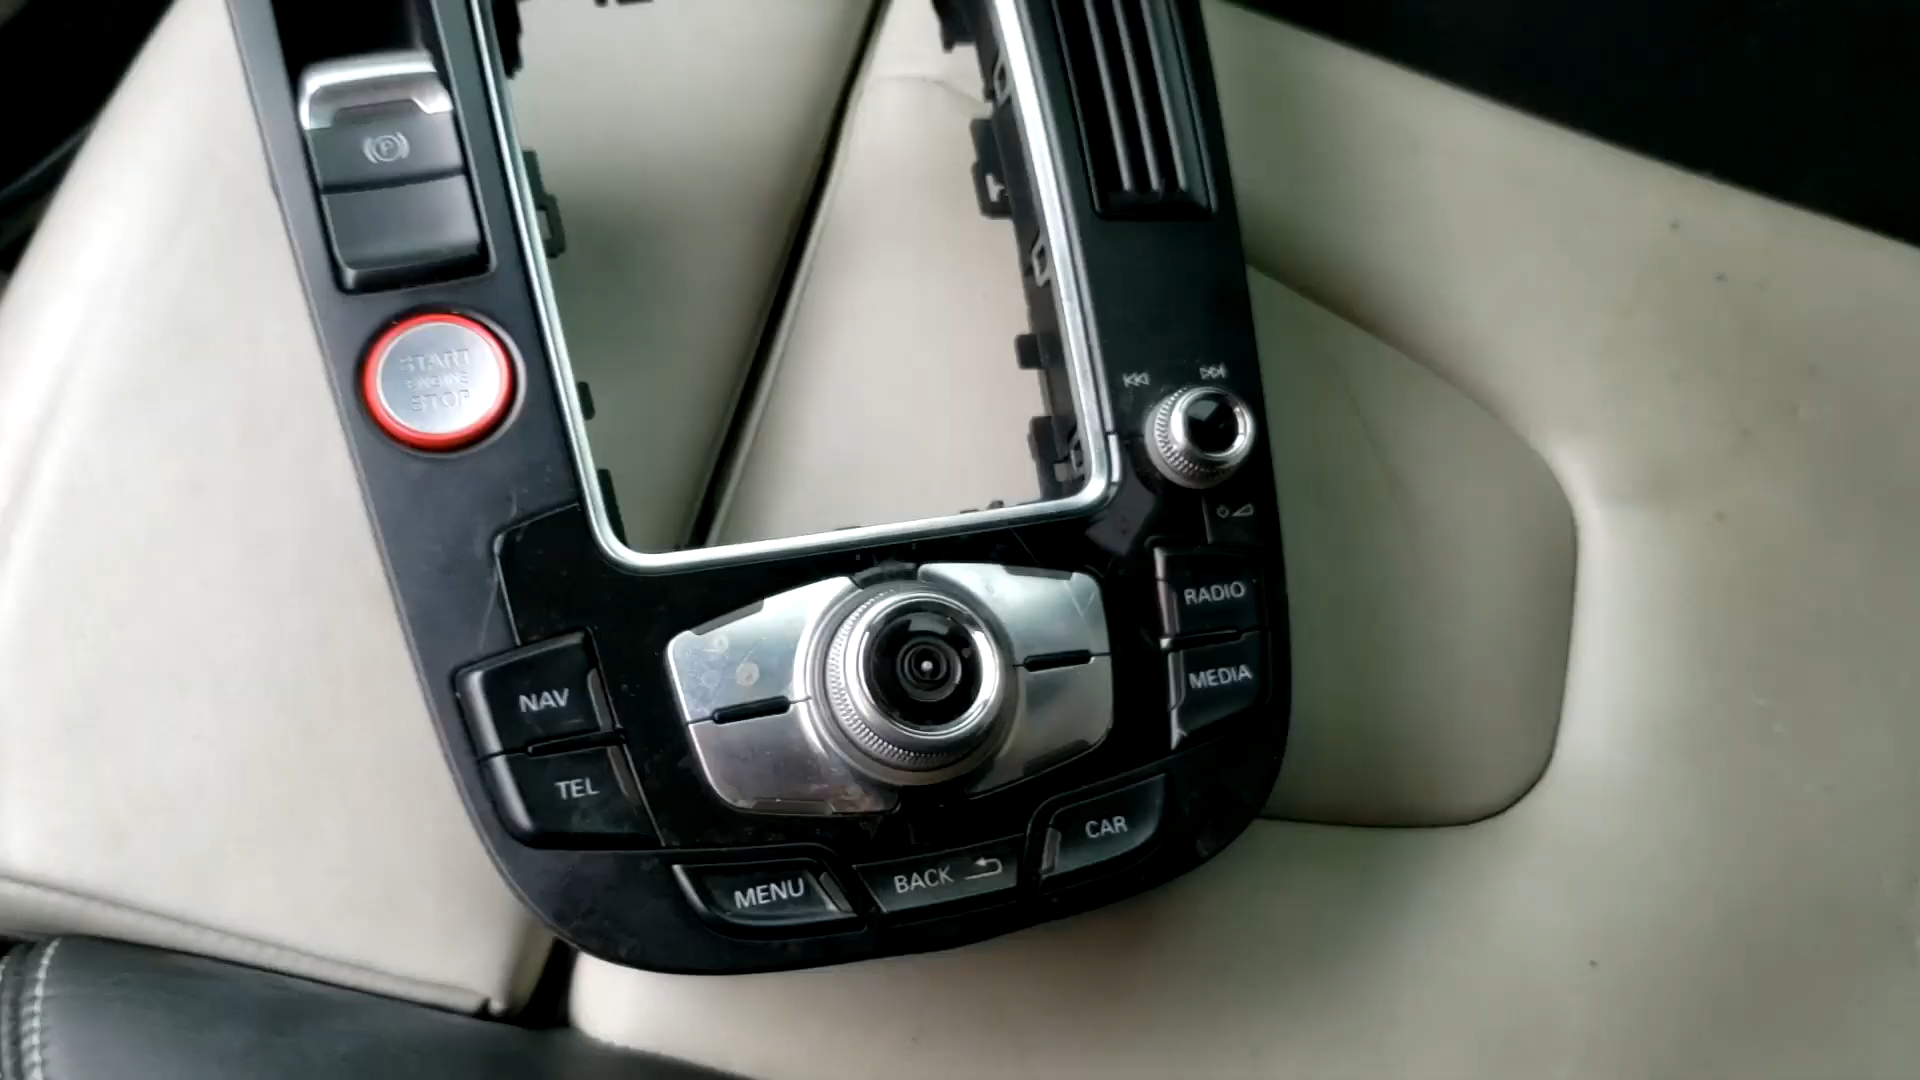 P
START
ENGINE
STOP
RADIO
MEDIA
NAV
TEL
CAR
BACK
MENU